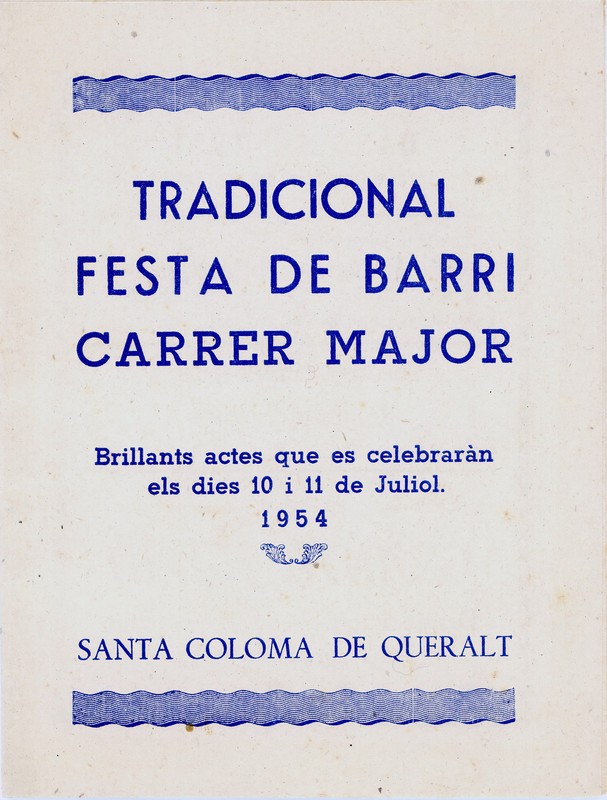 TRADICIONAL
FESTA DE BARRI
CARRER MAJOR
Brillants actes que es celebraràn
els dies 10 i 11 de Juliol.
1954
SANTA COLOMA DE QUERALT